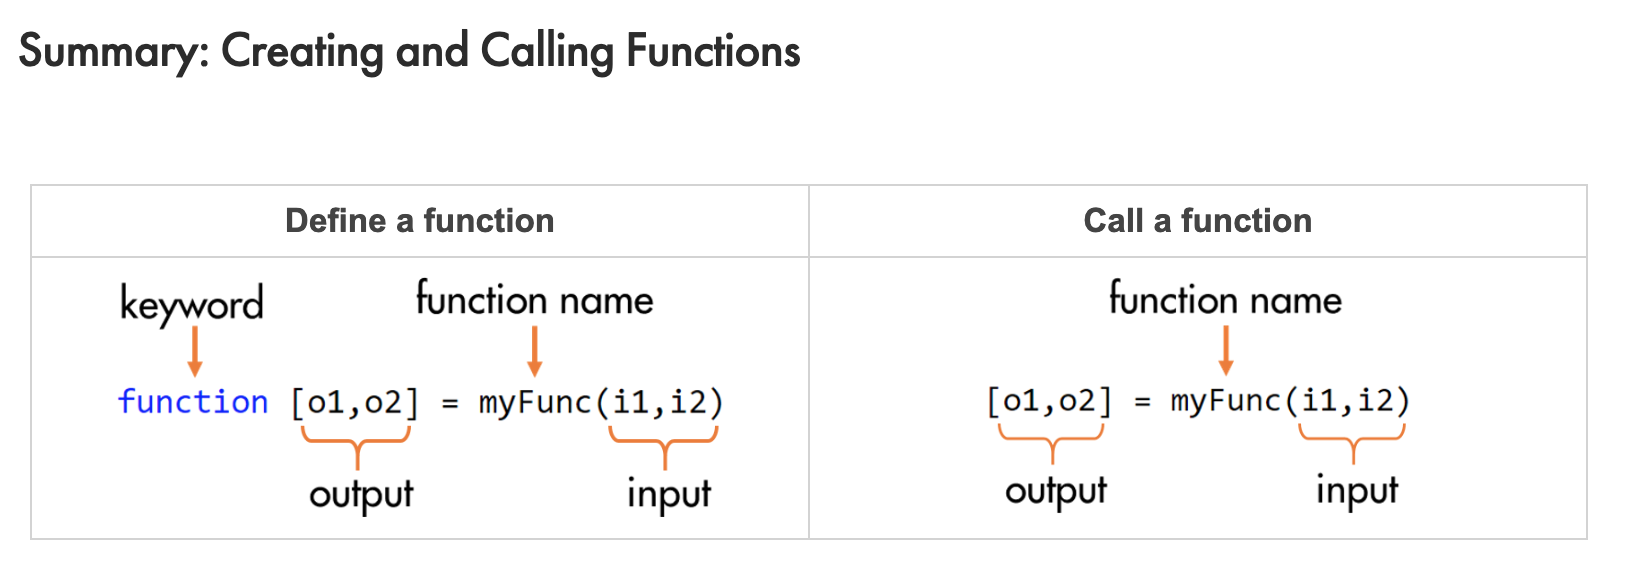 Summary: Creating and Calling Functions
Define a function
Call a function
keyword
function name
function [o1,o2] = myFunc(i1,i2)
output
input
function name
[o1,o2] = myFunc(i1,i2)
output
input